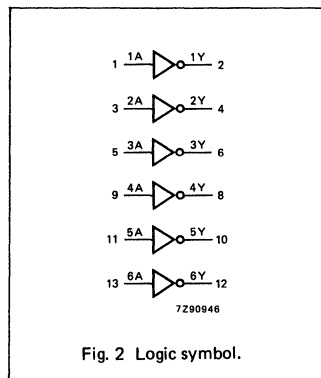 1 1A 1Y 2
3 2A 2Y 4
5 3A 3Y 6
9 4A 4Y 8
11 5A 5Y 10
13 6A 6Y 12
7Z90946
Fig. 2 Logic symbol.